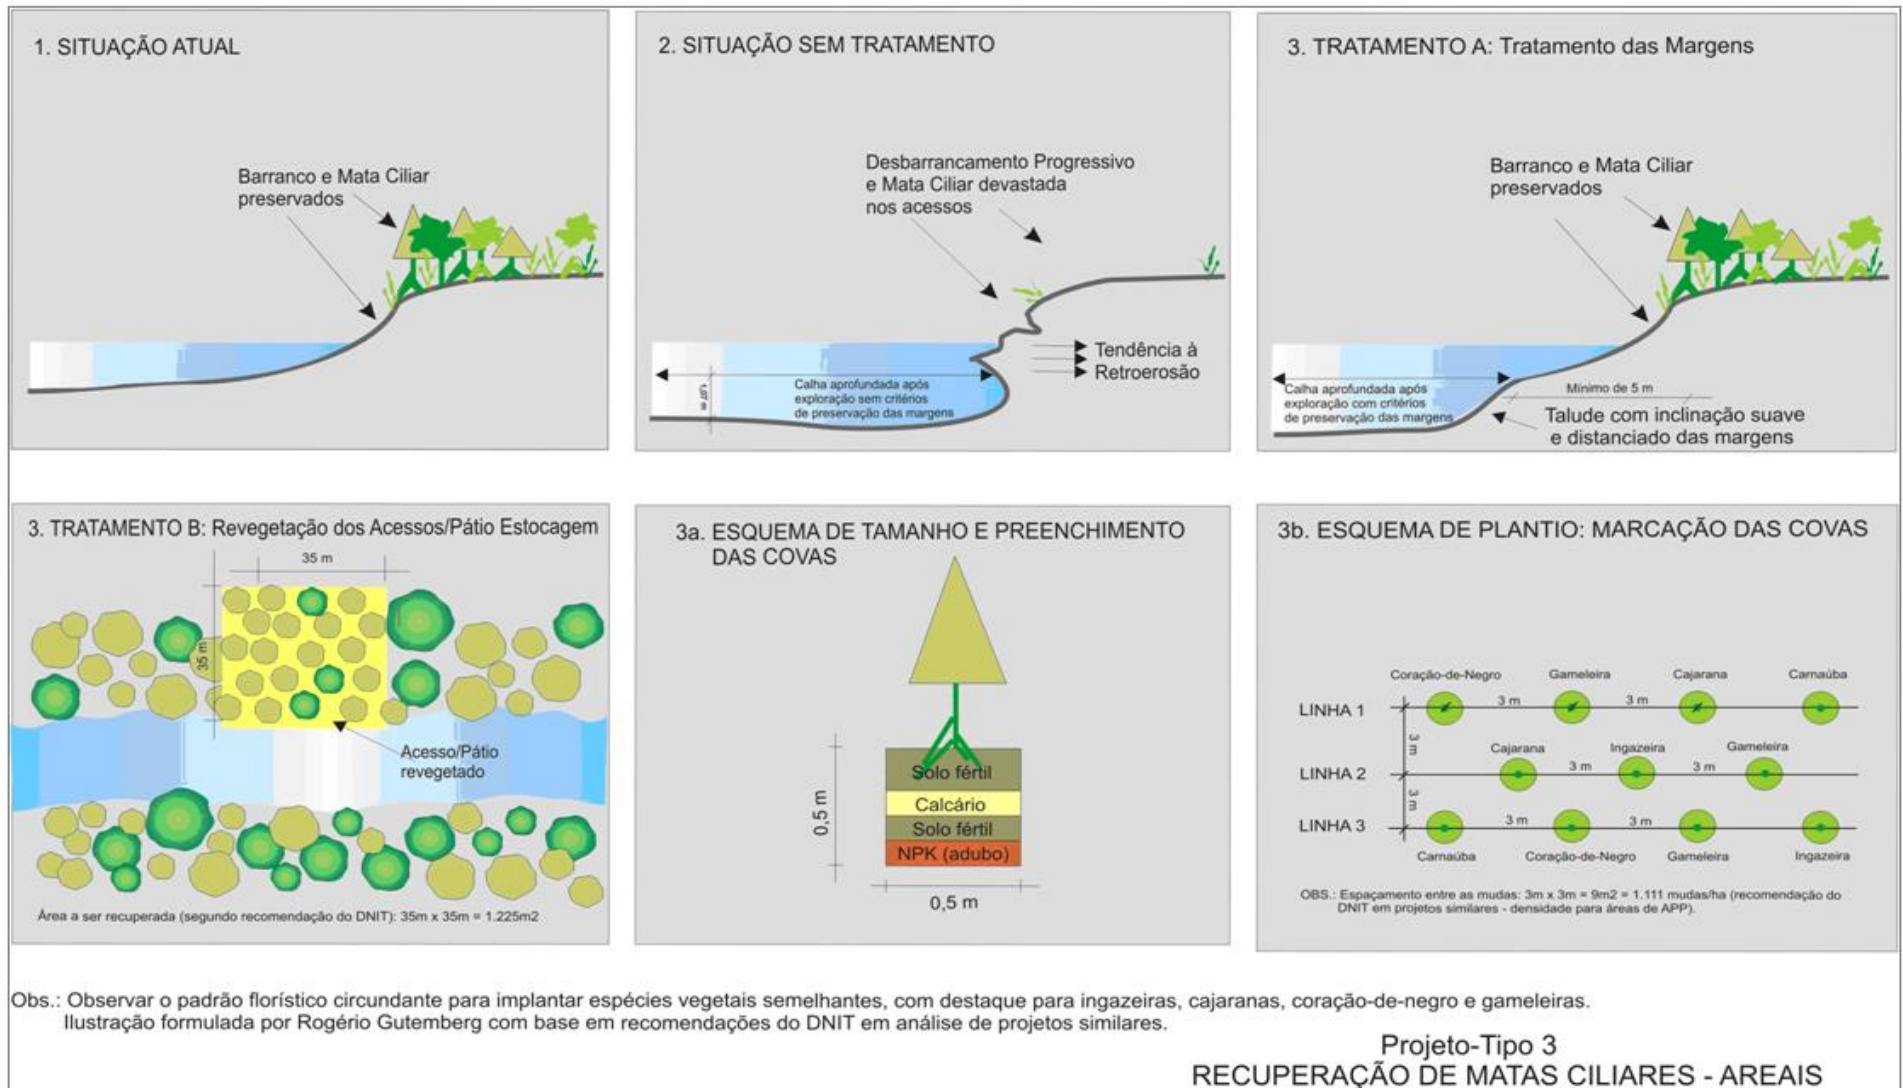 1. SITUAÇÃO ATUAL
Barranco e Mata Ciliar
preservados
2. SITUAÇÃO SEM TRATAMENTO
Desbarrancamento Progressivo
e Mata Ciliar devastada
nos acessos
Tendência à
Retroerosão
Calha aprofundada após
exploração sem critérios
de preservação das margens
3. TRATAMENTO A: Tratamento das Margens
Barranco e Mata Ciliar
preservados
Calha aprofundada após
exploração com critérios
de preservação das margens
Mínimo de 5 m
Talude com inclinação suave
e distanciado das margens
3. TRATAMENTO B: Revegetação dos Acessos/Pátio Estocagem
35 m
35 m
Acesso/Pátio
revegetado
Área a ser recuperada (segundo recomendação do DNIT): 35m x 35m = 1.225m2
3a. ESQUEMA DE TAMANHO E PREENCHIMENTO
DAS COVAS
Solo fértil
Calcário
Solo fértil
NPK (adubo)
0,5 m
0,5 m
3b. ESQUEMA DE PLANTIO: MARCAÇÃO DAS COVAS
Coração-de-Negro Gameleira Cajarana Carnaúba
LINHA 1 3 m 3 m
3 m
Cajarana Ingazeira Gameleira
LINHA 2 3 m 3 m
3 m
LINHA 3 3 m 3 m
Carnaúba Coração-de-Negro Gameleira Ingazeira
OBS.: Espaçamento entre as mudas: 3m x 3m = 9m2 = 1.111 mudas/ha (recomendação do
DNIT em projetos similares - densidade para áreas de APP).
Obs.: Observar o padrão florístico circundante para implantar espécies vegetais semelhantes, com destaque para ingazeiras, cajaranas, coração-de-negro e gameleiras.
Ilustração formulada por Rogério Gutemberg com base em recomendações do DNIT em análise de projetos similares.
Projeto-Tipo 3
RECUPERAÇÃO DE MATAS CILIARES - AREAIS